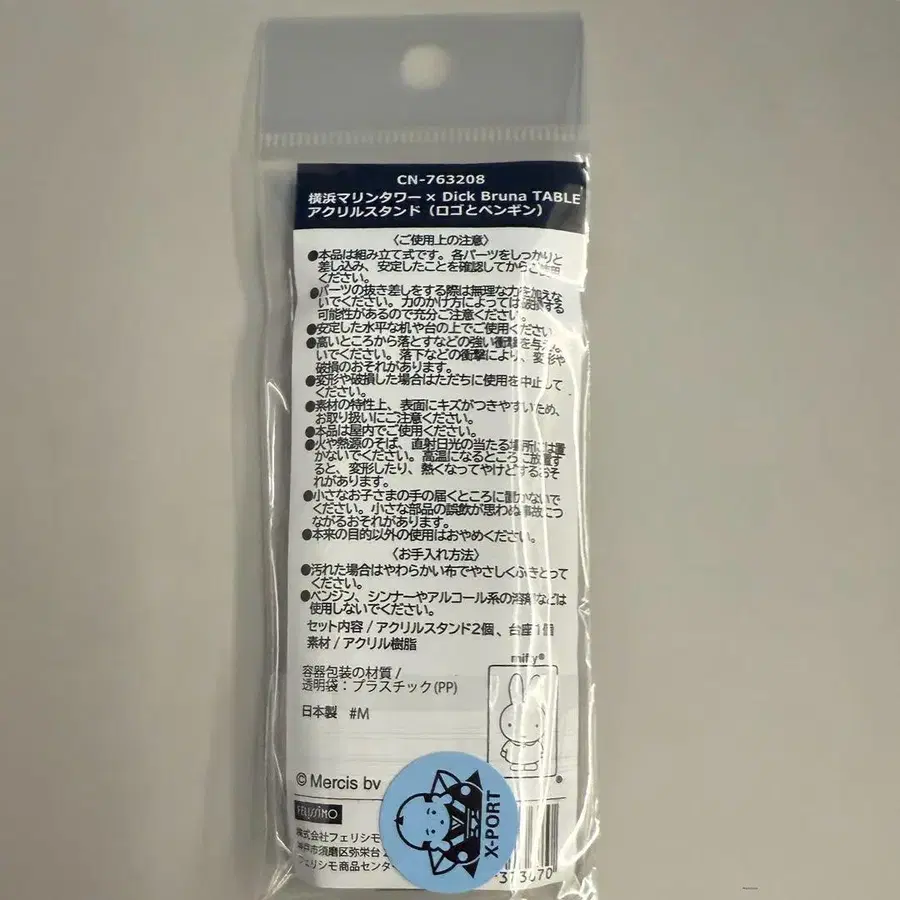 CN-763208
横浜マリンタワー × Dick Bruna TABLE
アクリルスタンド（ロゴとペンギン）
〈ご使用上の注意〉
●本品は組み立て式です。各パーツをしっかりと
差し込み、安定したことを確認してからご使用
ください。
●パーツの抜き差しをする際は無理な力を加えな
いでください。力のかけ方によっては破損する
可能性があるので充分ご注意ください。
●安定した水平な机や台の上でご使用ください
●高いところから落とすなどの強い衝撃を与えな
いでください。落下などの衝撃により、変形や
破損のおそれがあります。
●変形や破損した場合はただちに使用を中止して
ください。
●素材の特性上、表面にキズがつきやすいため、
お取り扱いにご注意ください。
●本品は屋内でご使用ください。
●火や熱源のそば、直射日光の当たる場所には置
かないでください。高温になるところに放置す
ると、変形したり、熱くなってやけどするおそ
れがあります。
●小さなお子さまの手の届くところに置かないで
ください。小さな部品の誤飲が思わぬ事故につ
ながるおそれがあります。
●本来の目的以外の使用はおやめください。
〈お手入れ方法〉
●汚れた場合はやわらかい布でやさしくふきとって
ください。
●ベンジン、シンナーやアルコール系の溶剤などは
使用しないでください。
セット内容 / アクリルスタンド2個、台座1個
素材 / アクリル樹脂
容器包装の材質 /
透明袋：プラスチック(PP)
日本製 #M
miffy®
®
© Mercis bv
FELISSIMO
株式会社フェリシモ
神戸市須磨区弥栄台 2
フェリシモ商品センター
X-PORT